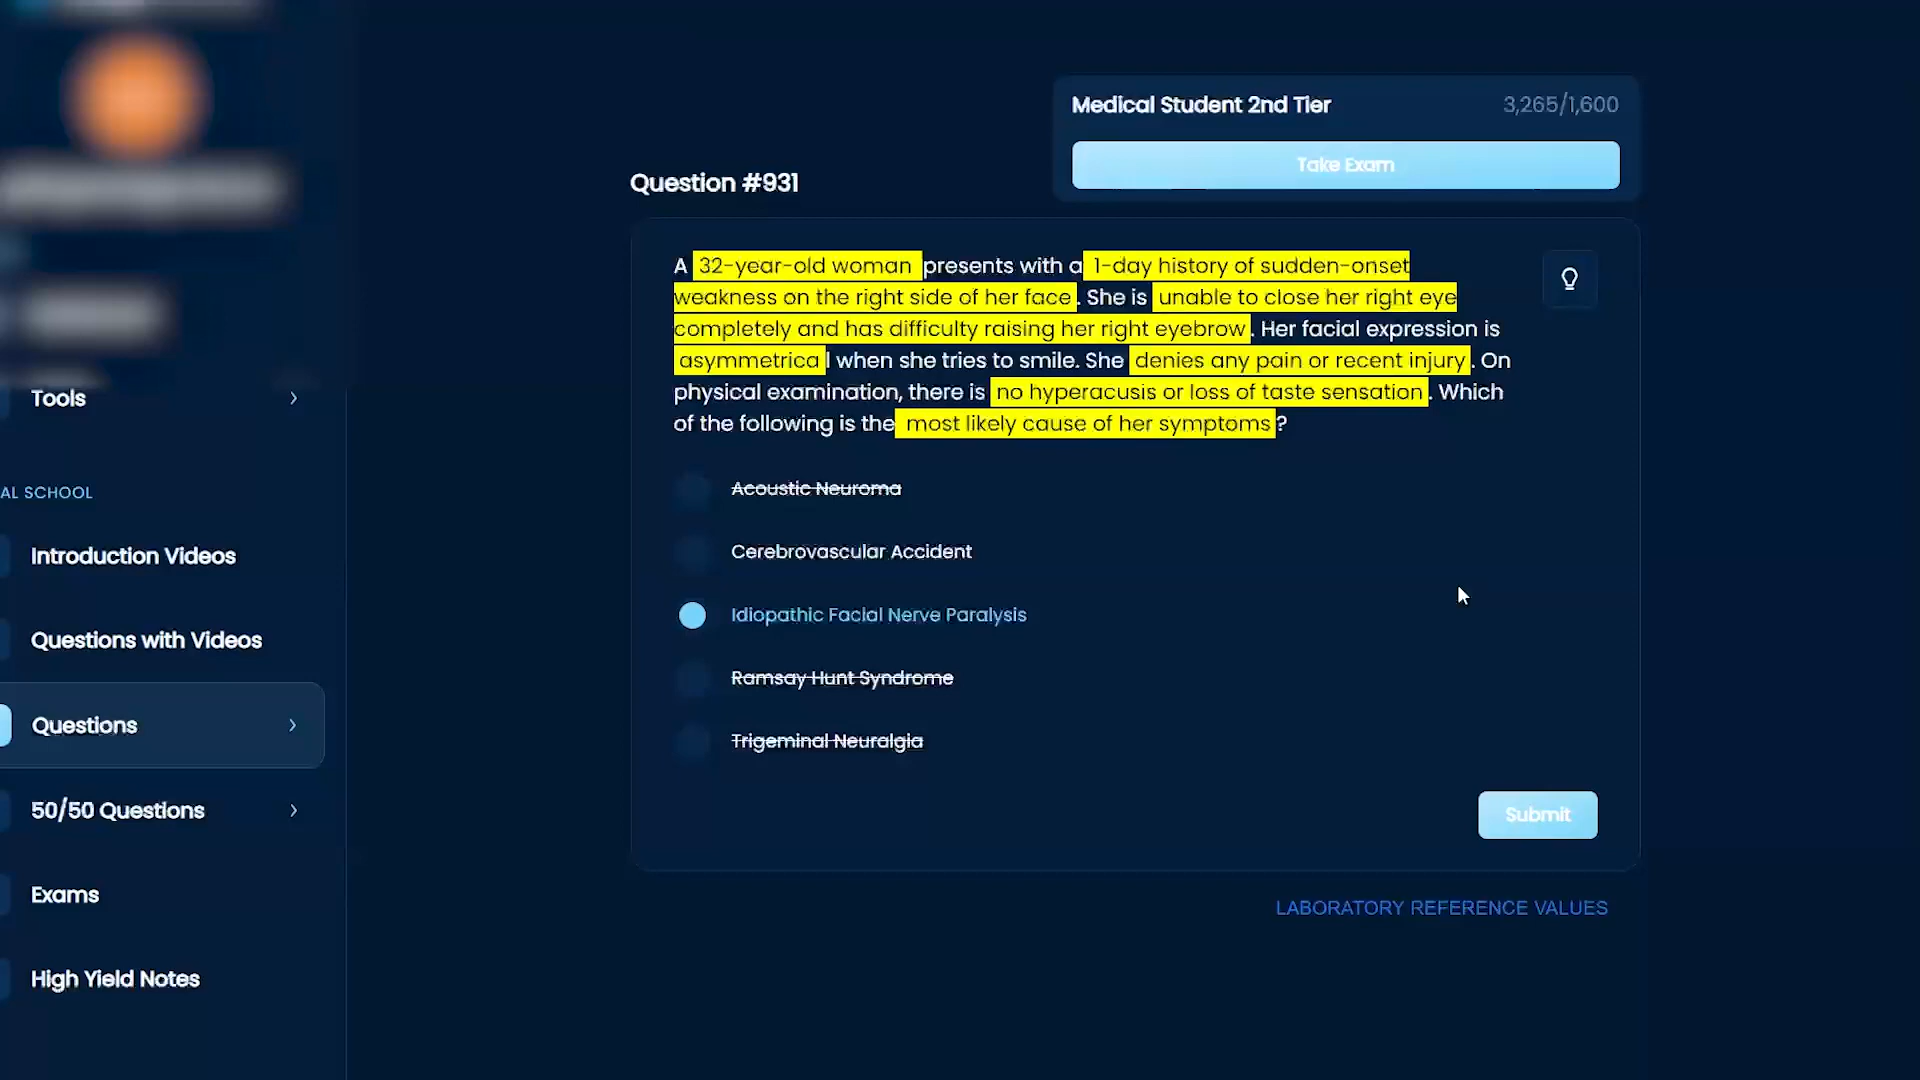 Medical Student 2nd Tier
3,265/1,600
Take Exam
Question #931
A 32-year-old woman presents with a 1-day history of sudden-onset
weakness on the right side of her face. She is unable to close her right eye
completely and has difficulty raising her right eyebrow. Her facial expression is
asymmetrical when she tries to smile. She denies any pain or recent injury. On
physical examination, there is no hyperacusis or loss of taste sensation. Which
of the following is the most likely cause of her symptoms?
Acoustic Neuroma
Cerebrovascular Accident
Idiopathic Facial Nerve Paralysis
Ramsay Hunt Syndrome
Trigeminal Neuralgia
Submit
LABORATORY REFERENCE VALUES
Tools
AL SCHOOL
Introduction Videos
Questions with Videos
Questions
50/50 Questions
Exams
High Yield Notes